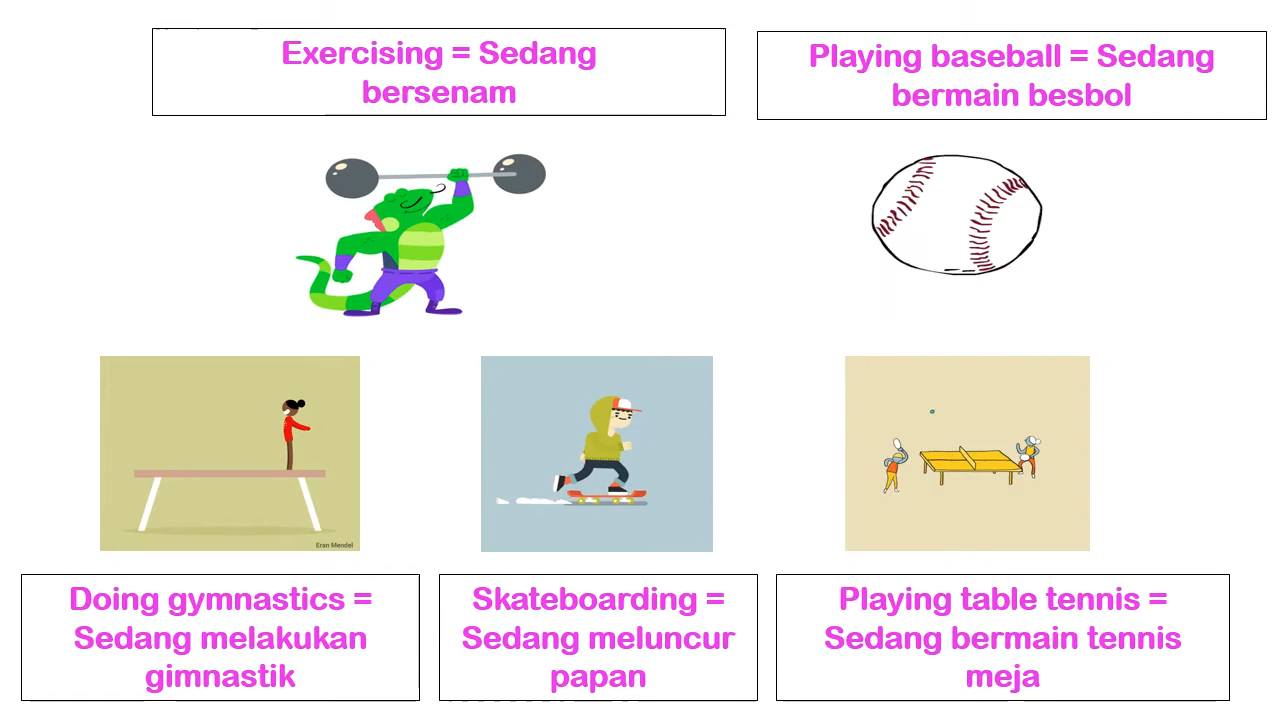 Exercising = Sedang
bersenam
Playing baseball = Sedang
bermain besbol
Eran Mendel
Doing gymnastics =
Sedang melakukan
gimnastik
Skateboarding =
Sedang meluncur
papan
Playing table tennis =
Sedang bermain tennis
meja